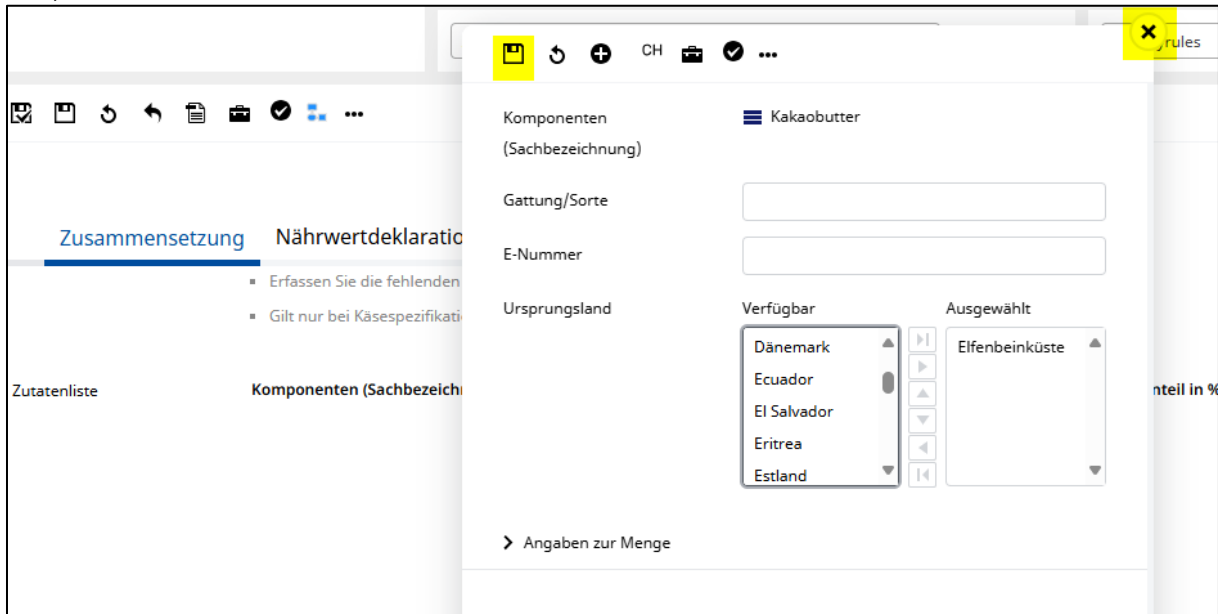 yrules
CH
Komponenten
(Sachbezeichnung)
Kakaobutter
Gattung/Sorte
Zusammensetzung
Nährwertdeklaratio
E-Nummer
Erfassen Sie die fehlenden
Gilt nur bei Käsespezifikati
Ursprungsland
Verfügbar
Ausgewählt
Dänemark
Ecuador
El Salvador
Eritrea
Estland
Elfenbeinküste
Zutatenliste
Komponenten (Sachbezeichn
nteil in %
Angaben zur Menge